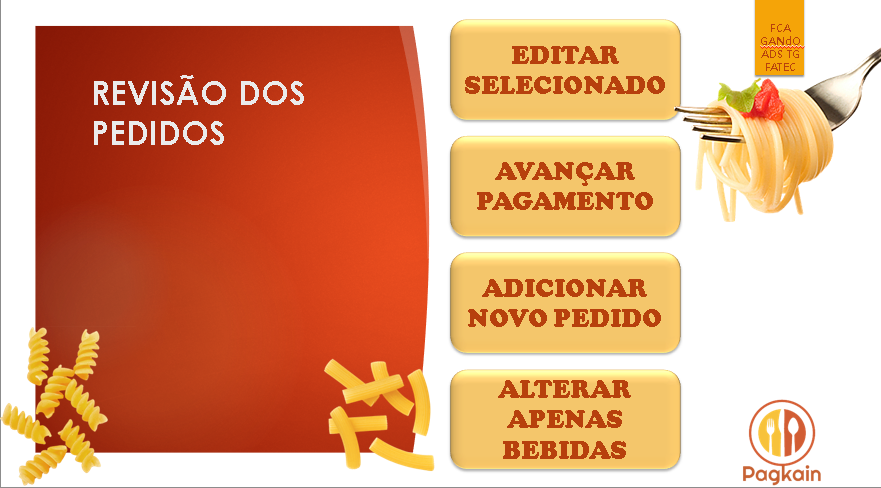 REVISÃO DOS
PEDIDOS
EDITAR
SELECIONADO
AVANÇAR
PAGAMENTO
ADICIONAR
NOVO PEDIDO
ALTERAR
APENAS
BEBIDAS
FCA
GANdO
ADS TG
FATEC
Pagkain